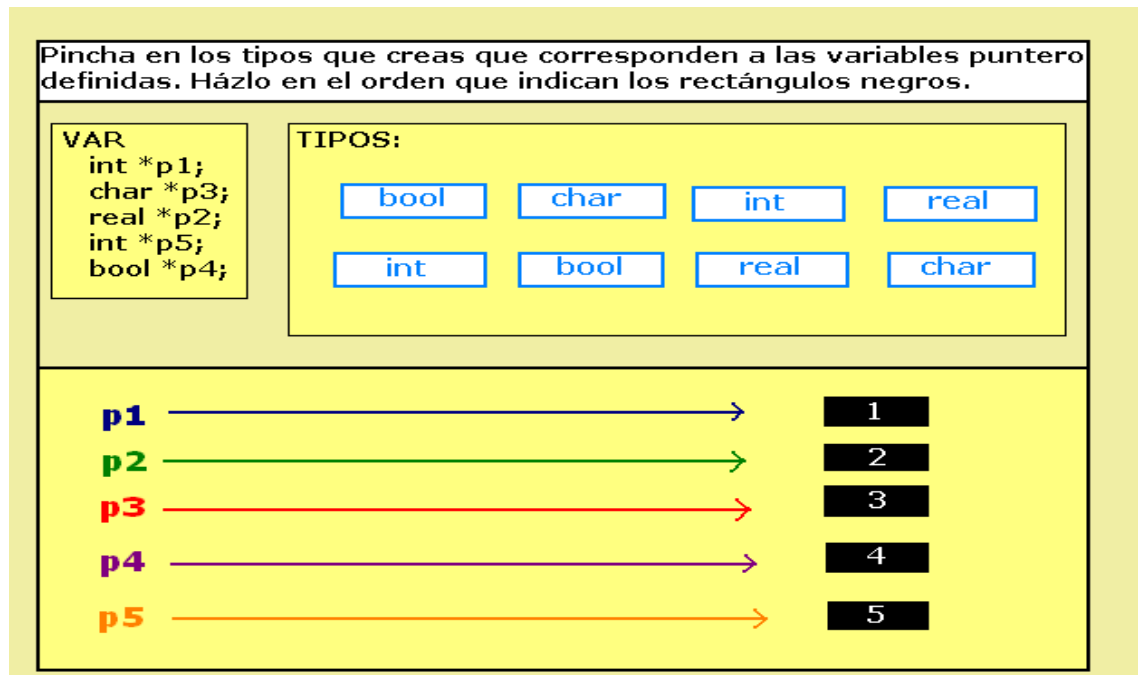 Pincha en los tipos que creas que corresponden a las variables puntero
definidas. Házlo en el orden que indican los rectángulos negros.
VAR
int *p1;
char *p3;
real *p2;
int *p5;
bool *p4;
TIPOS:
bool char int real
int bool real char
p1 1
p2 2
p3 3
p4 4
p5 5